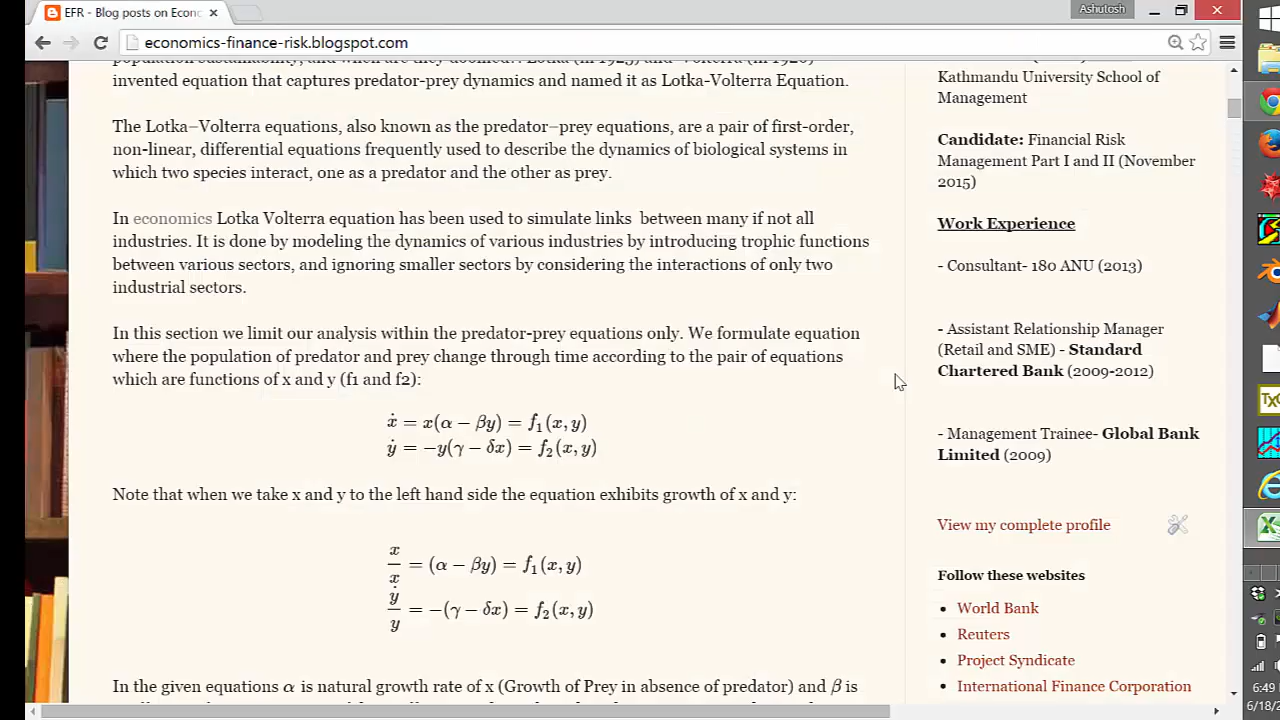 EFR - Blog posts on Econ
Ashutosh
economics-finance-risk.blogspot.com
invented equation that captures predator-prey dynamics and named it as Lotka-Volterra Equation.
The Lotka–Volterra equations, also known as the predator–prey equations, are a pair of first-order,
non-linear, differential equations frequently used to describe the dynamics of biological systems in
which two species interact, one as a predator and the other as prey.
In economics Lotka Volterra equation has been used to simulate links between many if not all
industries. It is done by modeling the dynamics of various industries by introducing trophic functions
between various sectors, and ignoring smaller sectors by considering the interactions of only two
industrial sectors.
In this section we limit our analysis within the predator-prey equations only. We formulate equation
where the population of predator and prey change through time according to the pair of equations
which are functions of x and y (f1 and f2):
ẋ = x(α − βy) = f₁(x, y)
ẏ = −y(γ − δx) = f₂(x, y)
Note that when we take x and y to the left hand side the equation exhibits growth of x and y:
x/x = (α − βy) = f₁(x, y)
ẏ/y = −(γ − δx) = f₂(x, y)
In the given equations α is natural growth rate of x (Growth of Prey in absence of predator) and β is
Kathmandu University School of
Management
Candidate: Financial Risk
Management Part I and II (November
2015)
Work Experience
- Consultant- 180 ANU (2013)
- Assistant Relationship Manager
(Retail and SME) - Standard
Chartered Bank (2009-2012)
- Management Trainee- Global Bank
Limited (2009)
View my complete profile
Follow these websites
World Bank
Reuters
Project Syndicate
International Finance Corporation
6:49
6/18/2